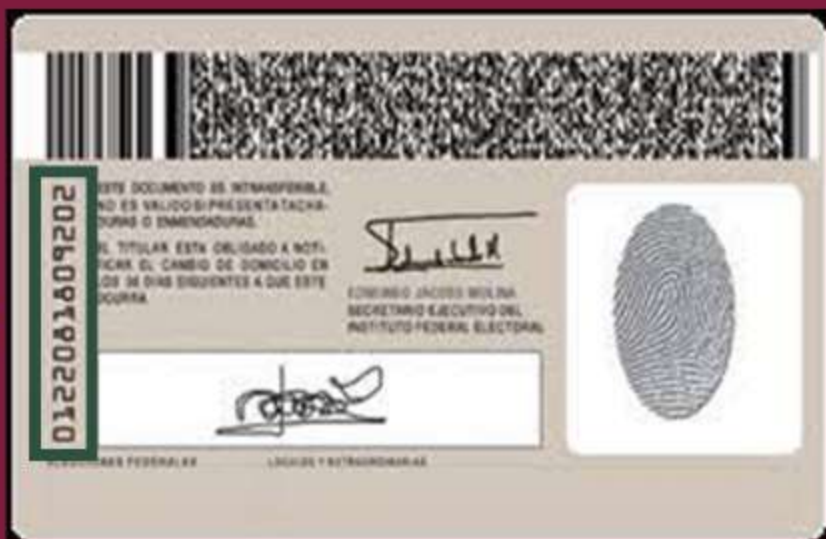 0122081809202
ESTE DOCUMENTO ES INTRANSFERIBLE,
NO ES VALIDO SI PRESENTA TACHA-
DURAS O ENMENDADURAS.
EL TITULAR ESTA OBLIGADO A NOTI-
FICAR EL CAMBIO DE DOMICILIO EN
LOS 30 DIAS SIGUIENTES A QUE ESTE
OCURRA
EDMUNDO JACOBO MOLINA
SECRETARIO EJECUTIVO DEL
INSTITUTO FEDERAL ELECTORAL
FEDERALES
LOCALES Y EXTRAORDINARIAS